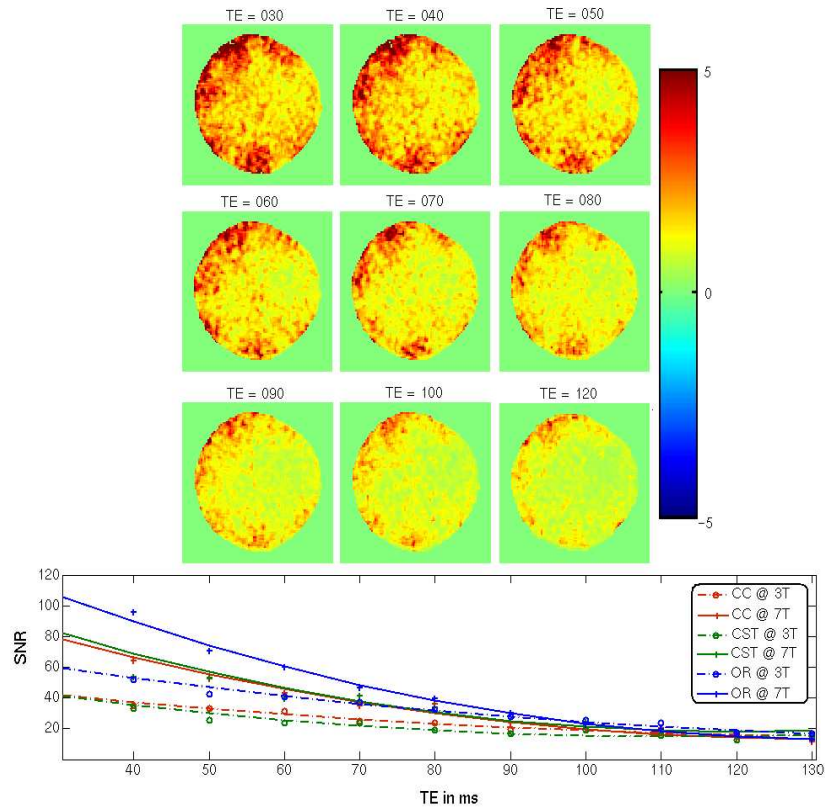 TE = 030
TE = 040
TE = 050
TE = 060
TE = 070
TE = 080
TE = 090
TE = 100
TE = 120
5
0
-5
120
100
80
60
40
20
SNR
40
50
60
70
80
90
100
110
120
130
TE in ms
CC @ 3T
CC @ 7T
CST @ 3T
CST @ 7T
OR @ 3T
OR @ 7T